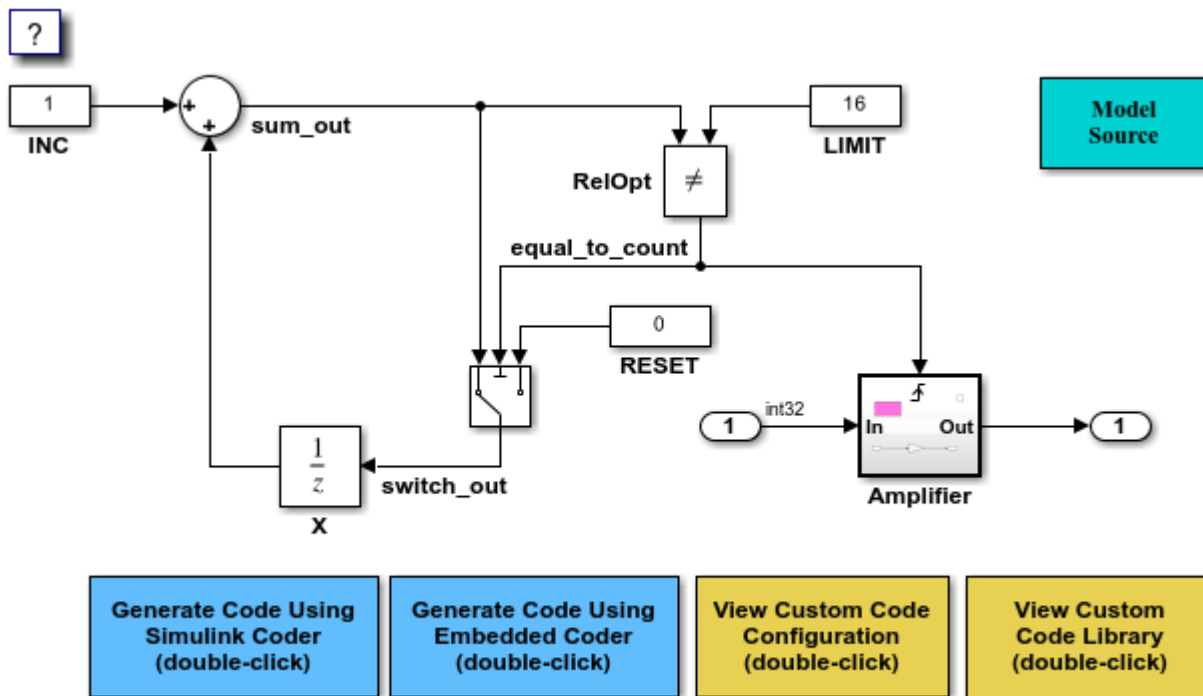 ?
1
INC
+
+
sum_out
16
LIMIT
Model
Source
RelOpt
≠
equal_to_count
0
RESET
1
z
X
switch_out
1
int32
In
Out
Amplifier
1
Generate Code Using
Simulink Coder
(double-click)
Generate Code Using
Embedded Coder
(double-click)
View Custom Code
Configuration
(double-click)
View Custom
Code Library
(double-click)